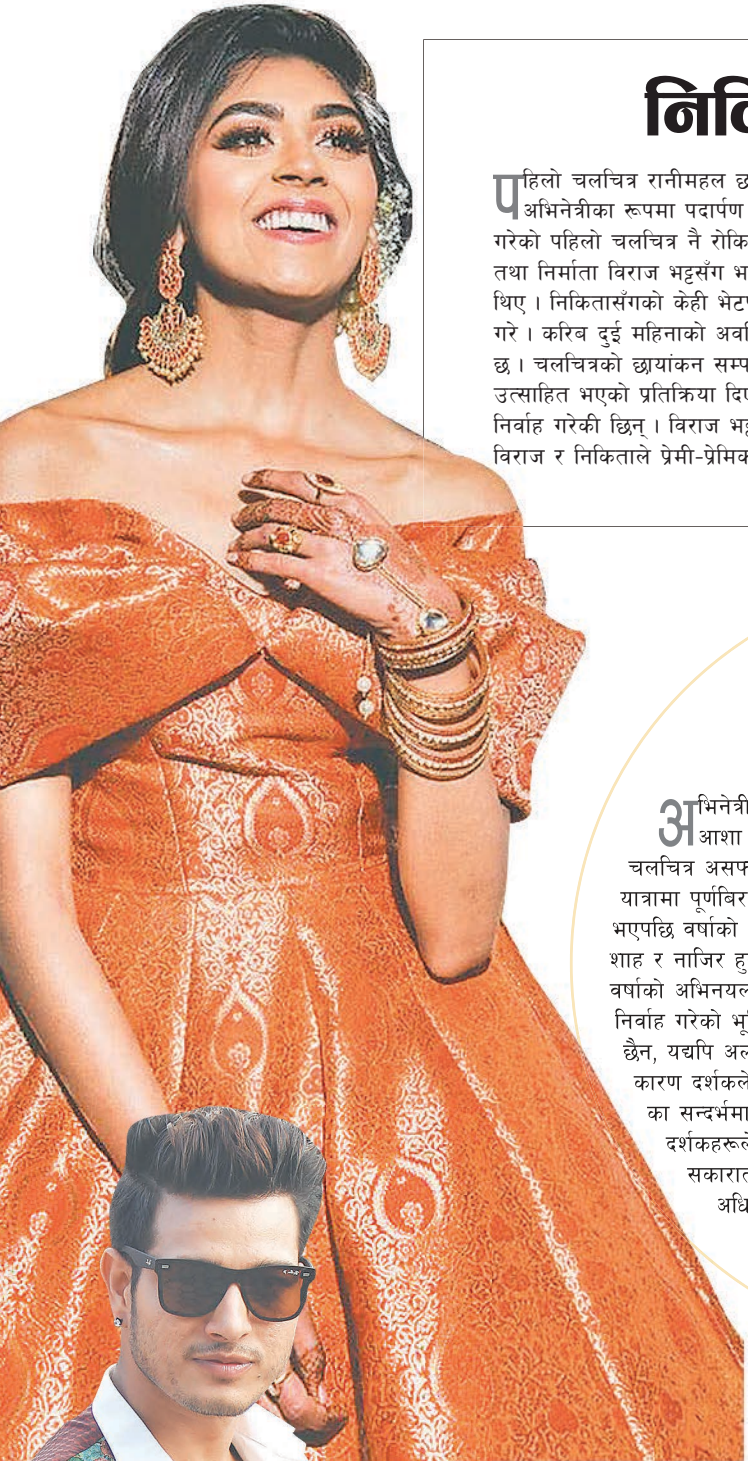 निि
पहिलो चलचित्र रानीमहल छ
अभिनेत्रीका रूपमा पदार्पण
गरेको पहिलो चलचित्र नै रोकि
तथा निर्माता विराज भट्टसँग भ
थिए । निकितासँगको केही भेट
गरे । करिब दुई महिनाको अवि
छ । चलचित्रको छायांकन सम्प
उत्साहित भएको प्रतिक्रिया दिए
निर्वाह गरेकी छिन् । विराज भट्ट
विराज र निकिताले प्रेमी-प्रेमिक
अभिनेत्री
आशा
चलचित्र असफ
यात्रामा पूर्णबिर
भएपछि वर्षाको
शाह र नाजिर हु
वर्षाको अभिनयल
निर्वाह गरेको भू
छैन, यद्यपि अल
कारण दर्शकले
का सन्दर्भमा
दर्शकहरूले
सकारात
अधि